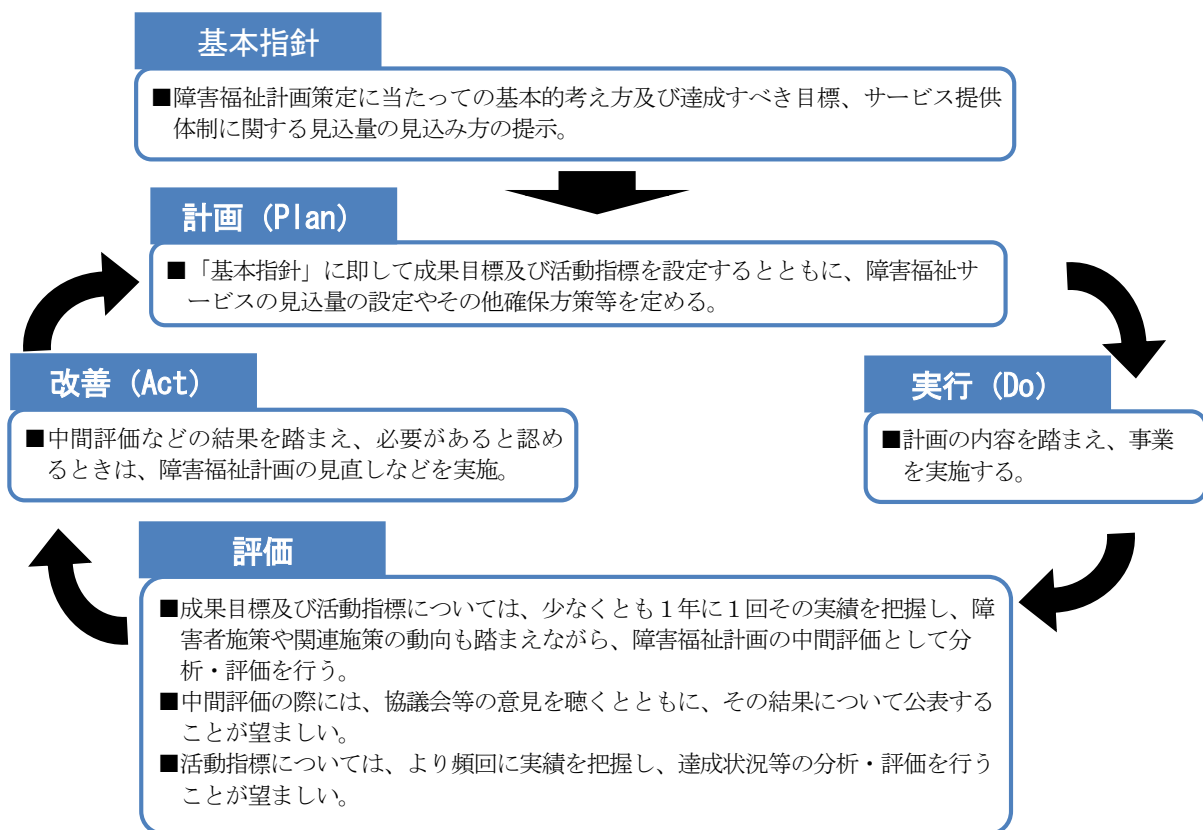 基本指針
■障害福祉計画策定に当たっての基本的考え方及び達成すべき目標、サービス提供
体制に関する見込量の見込み方の提示。
計画（Plan）
■「基本指針」に即して成果目標及び活動指標を設定するとともに、障害福祉サ
ービスの見込量の設定やその他確保方策等を定める。
改善（Act）
■中間評価などの結果を踏まえ、必要があると認め
るときは、障害福祉計画の見直しなどを実施。
実行（Do）
■計画の内容を踏まえ、事業
を実施する。
評価
■成果目標及び活動指標については、少なくとも１年に１回その実績を把握し、障
害者施策や関連施策の動向も踏まえながら、障害福祉計画の中間評価として分
析・評価を行う。
■中間評価の際には、協議会等の意見を聴くとともに、その結果について公表する
ことが望ましい。
■活動指標については、より頻回に実績を把握し、達成状況等の分析・評価を行う
ことが望ましい。